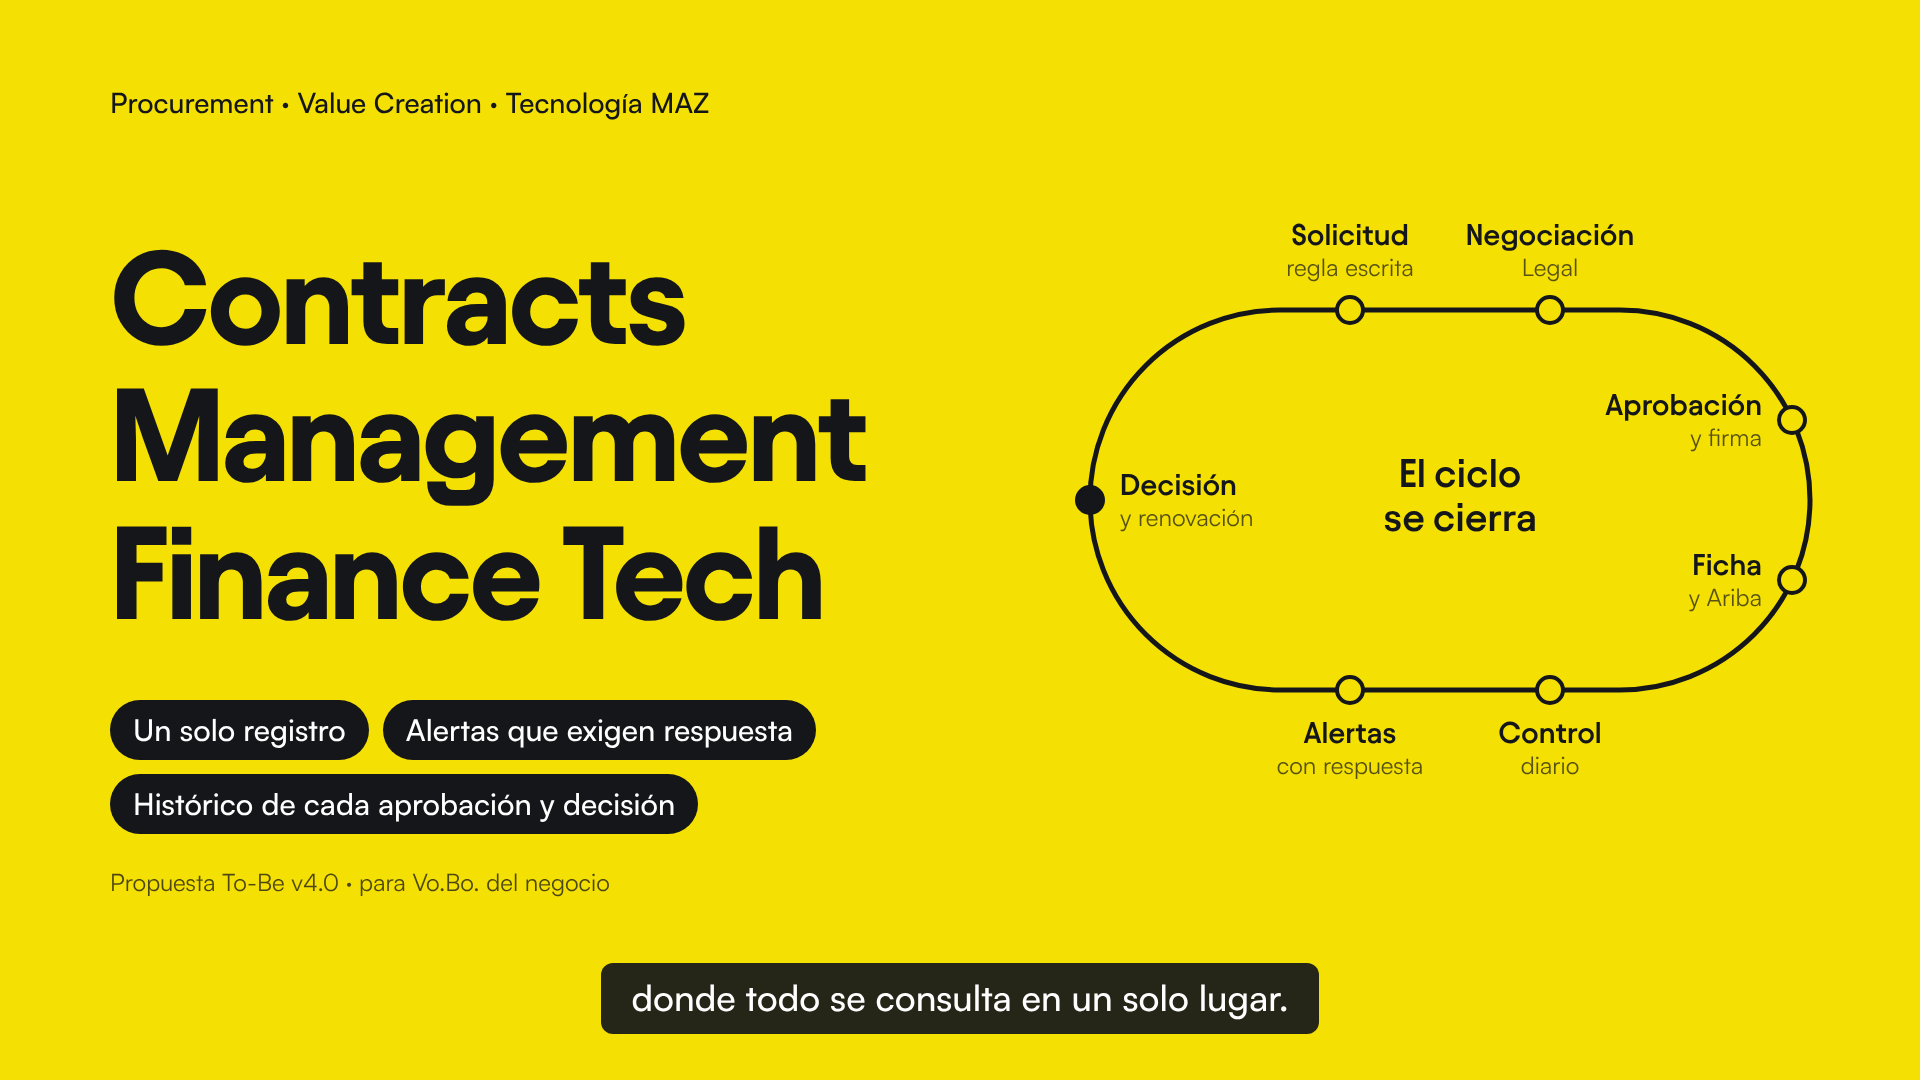 Procurement · Value Creation · Tecnología MAZ
Contracts
Management
Finance Tech
Un solo registro
Alertas que exigen respuesta
Histórico de cada aprobación y decisión
Propuesta To-Be v4.0 · para Vo.Bo. del negocio
Solicitud
regla escrita
Negociación
Legal
Aprobación
y firma
Decisión
y renovación
El ciclo
se cierra
Ficha
y Ariba
Alertas
con respuesta
Control
diario
donde todo se consulta en un solo lugar.